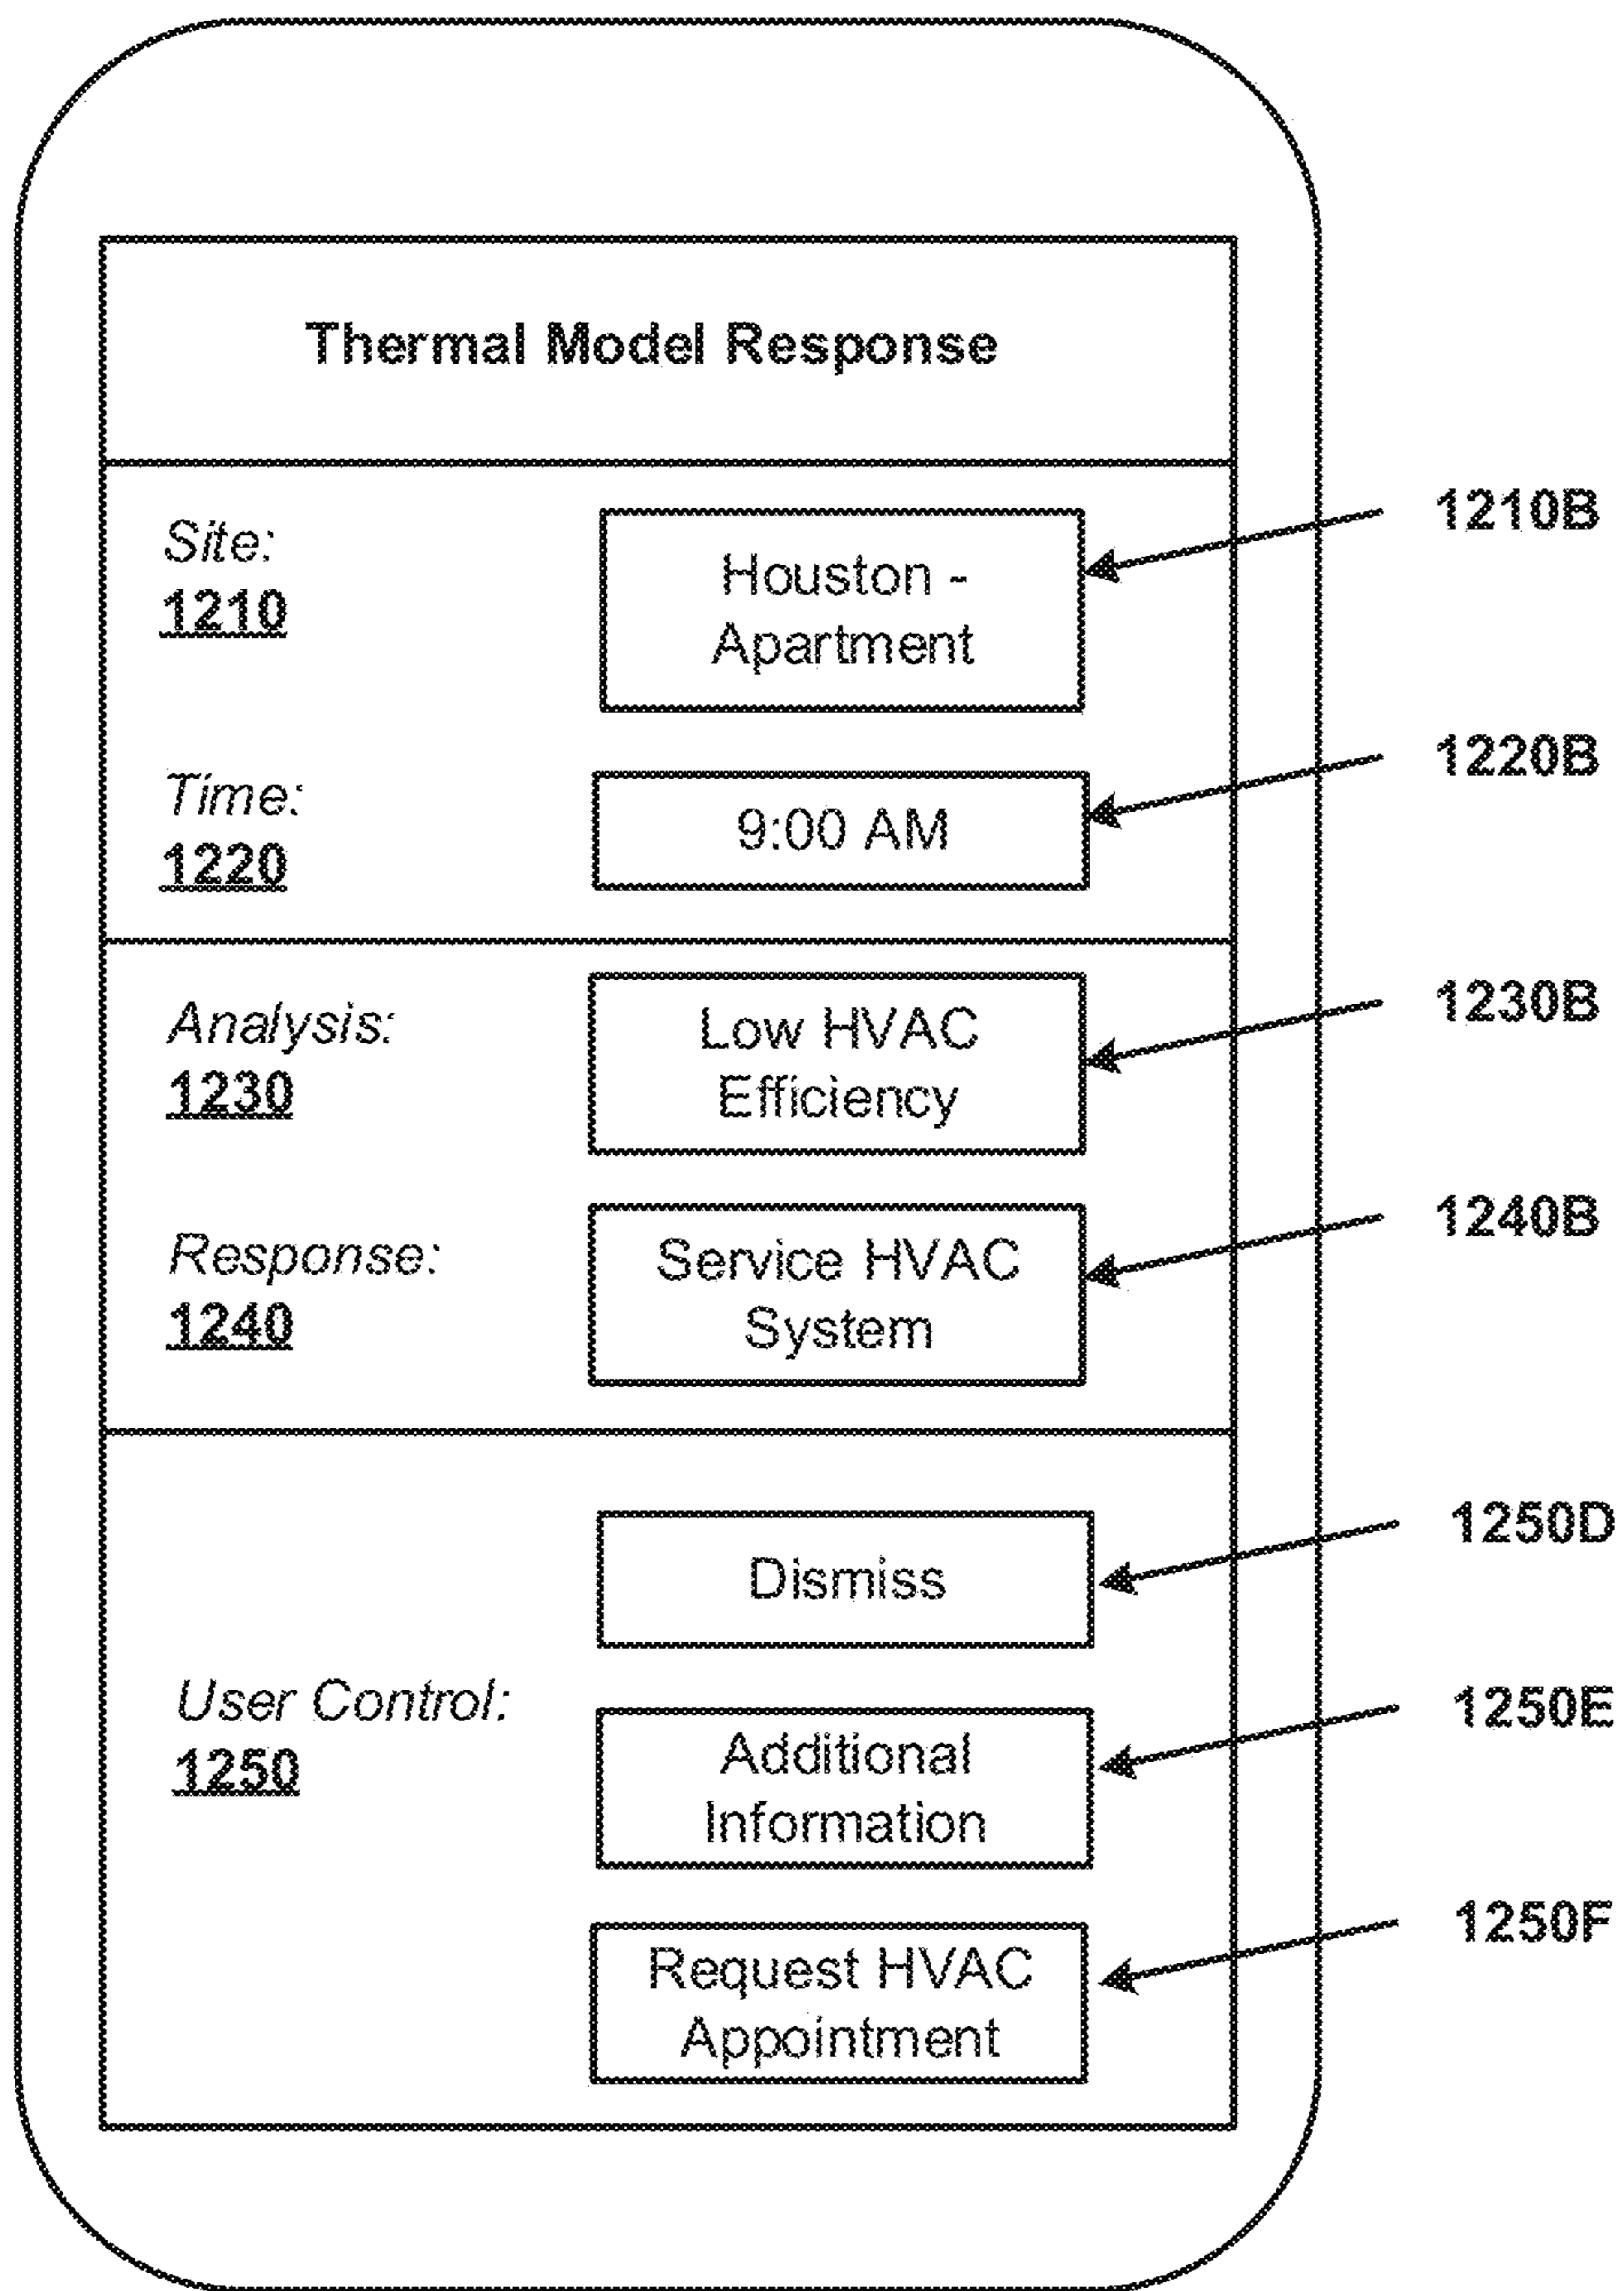 Thermal Model Response
Site:
1210
Houston -
Apartment
1210B
Time:
1220
9:00 AM
1220B
Analysis:
1230
Low HVAC
Efficiency
1230B
Response:
1240
Service HVAC
System
1240B
User Control:
1250
Dismiss
1250D
Additional
Information
1250E
Request HVAC
Appointment
1250F